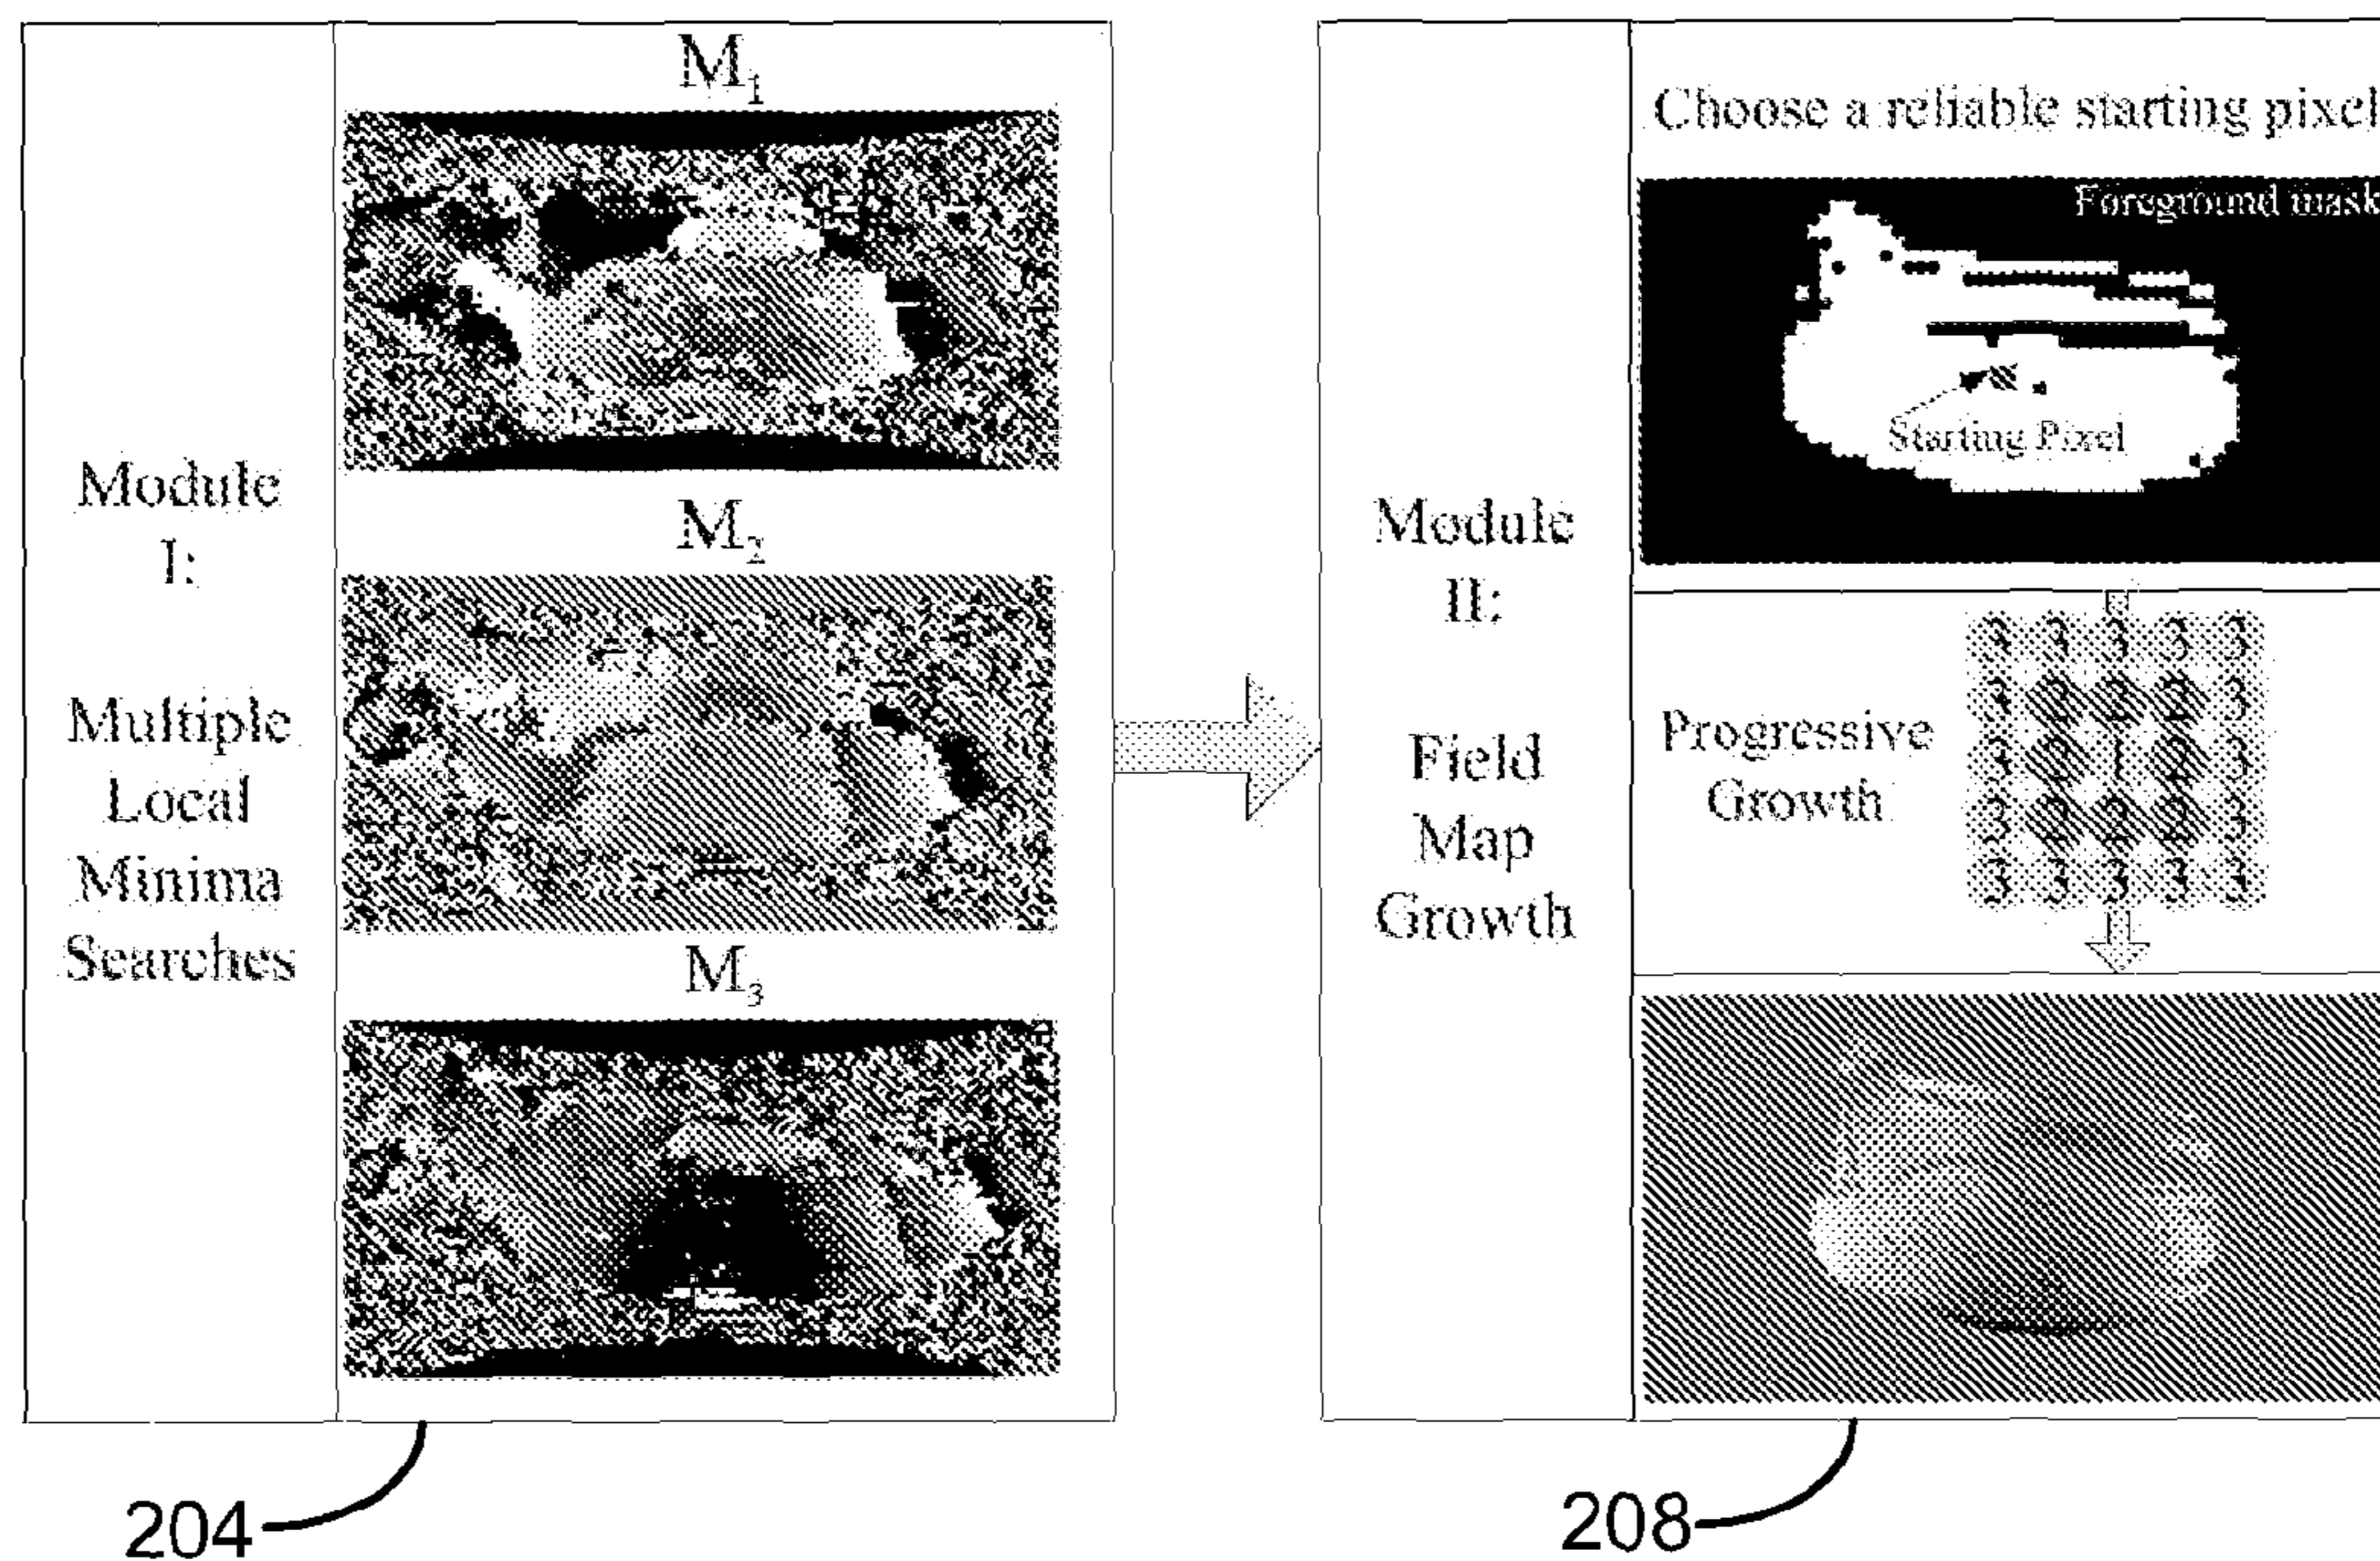 M₁
Module
I:
Multiple
Local
Minima
Searches
M₂
M₃
204
Module
II:
Field
Map
Growth
Choose a reliable starting pixel
Foreground mask
Starting Pixel
Progressive
Growth
3 3 3 3 3
3 2 2 2 3
3 2 1 2 3
3 2 2 2 3
3 3 3 3 3
208